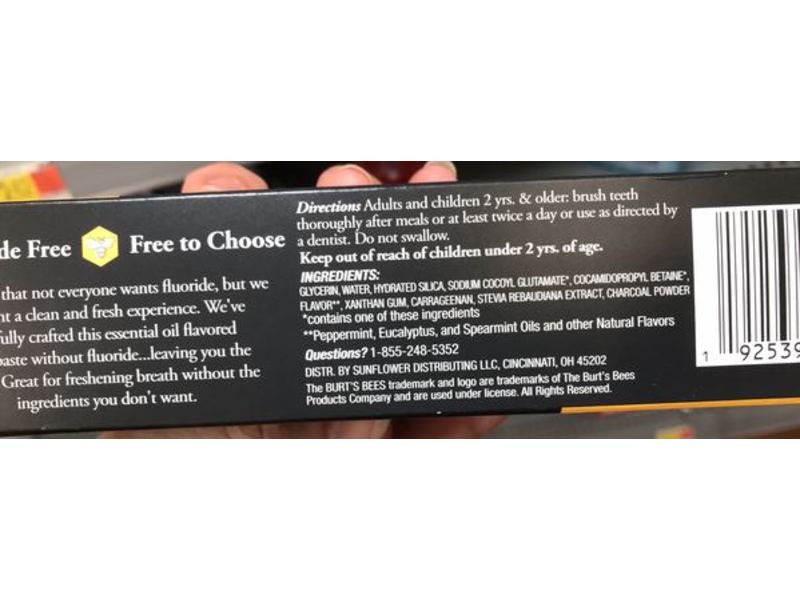 de Free Free to Choose
that not everyone wants fluoride, but we
nt a clean and fresh experience. We've
fully crafted this essential oil flavored
paste without fluoride...leaving you the
Great for freshening breath without the
ingredients you don't want.
Directions Adults and children 2 yrs. & older: brush teeth
thoroughly after meals or at least twice a day or use as directed by
a dentist. Do not swallow.
Keep out of reach of children under 2 yrs. of age.
INGREDIENTS:
GLYCERIN, WATER, HYDRATED SILICA, SODIUM COCOYL GLUTAMATE*, COCAMIDOPROPYL BETAINE*,
FLAVOR**, XANTHAN GUM, CARRAGEENAN, STEVIA REBAUDIANA EXTRACT, CHARCOAL POWDER
*contains one of these ingredients
**Peppermint, Eucalyptus, and Spearmint Oils and other Natural Flavors
Questions? 1-855-248-5352
DISTR. BY SUNFLOWER DISTRIBUTING LLC, CINCINNATI, OH 45202
The BURT'S BEES trademark and logo are trademarks of The Burt's Bees
Products Company and are used under license. All Rights Reserved.
1 92539